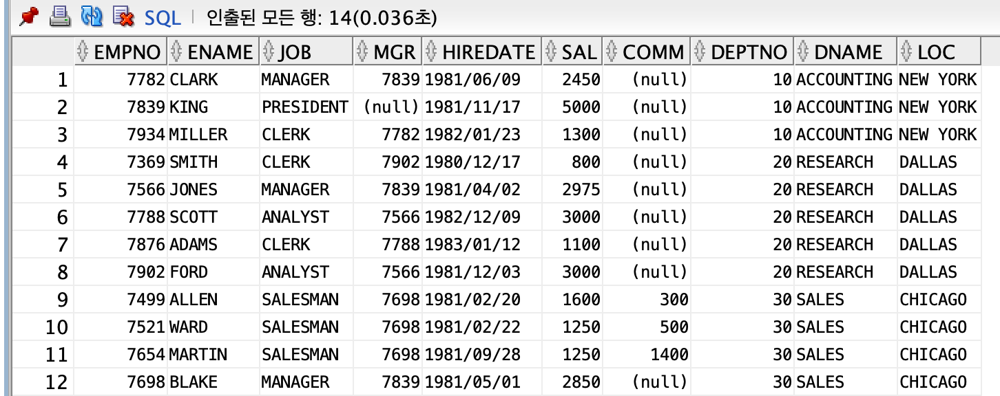 SQL 인출된 모든 행: 14(0.036초)
EMPNO ENAME JOB MGR HIREDATE SAL COMM DEPTNO DNAME LOC
1 7782 CLARK MANAGER 7839 1981/06/09 2450 (null) 10 ACCOUNTING NEW YORK
2 7839 KING PRESIDENT (null) 1981/11/17 5000 (null) 10 ACCOUNTING NEW YORK
3 7934 MILLER CLERK 7782 1982/01/23 1300 (null) 10 ACCOUNTING NEW YORK
4 7369 SMITH CLERK 7902 1980/12/17 800 (null) 20 RESEARCH DALLAS
5 7566 JONES MANAGER 7839 1981/04/02 2975 (null) 20 RESEARCH DALLAS
6 7788 SCOTT ANALYST 7566 1982/12/09 3000 (null) 20 RESEARCH DALLAS
7 7876 ADAMS CLERK 7788 1983/01/12 1100 (null) 20 RESEARCH DALLAS
8 7902 FORD ANALYST 7566 1981/12/03 3000 (null) 20 RESEARCH DALLAS
9 7499 ALLEN SALESMAN 7698 1981/02/20 1600 300 30 SALES CHICAGO
10 7521 WARD SALESMAN 7698 1981/02/22 1250 500 30 SALES CHICAGO
11 7654 MARTIN SALESMAN 7698 1981/09/28 1250 1400 30 SALES CHICAGO
12 7698 BLAKE MANAGER 7839 1981/05/01 2850 (null) 30 SALES CHICAGO